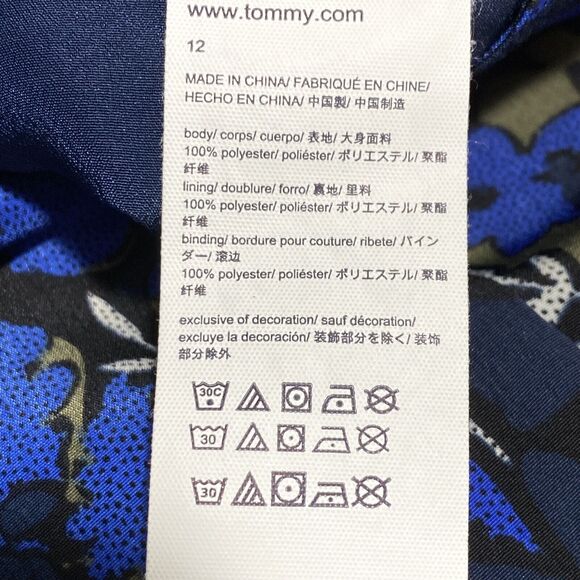 www.tommy.com
12
MADE IN CHINA/ FABRIQUÉ EN CHINE/
HECHO EN CHINA/ 中国製/ 中国制造
body/ corps/ cuerpo/ 表地/ 大身面料
100% polyester/ poliéster/ ポリエステル/ 聚酯
纤维
lining/ doublure/ forro/ 裏地/ 里料
100% polyester/ poliéster/ ポリエステル/ 聚酯
纤维
binding/ bordure pour couture/ ribete/ バイン
ダー/ 滚边
100% polyester/ poliéster/ ポリエステル/ 聚酯
纤维
exclusive of decoration/ sauf décoration/
excluye la decoración/ 装飾部分を除く/ 装饰
部分除外
30C
30
30